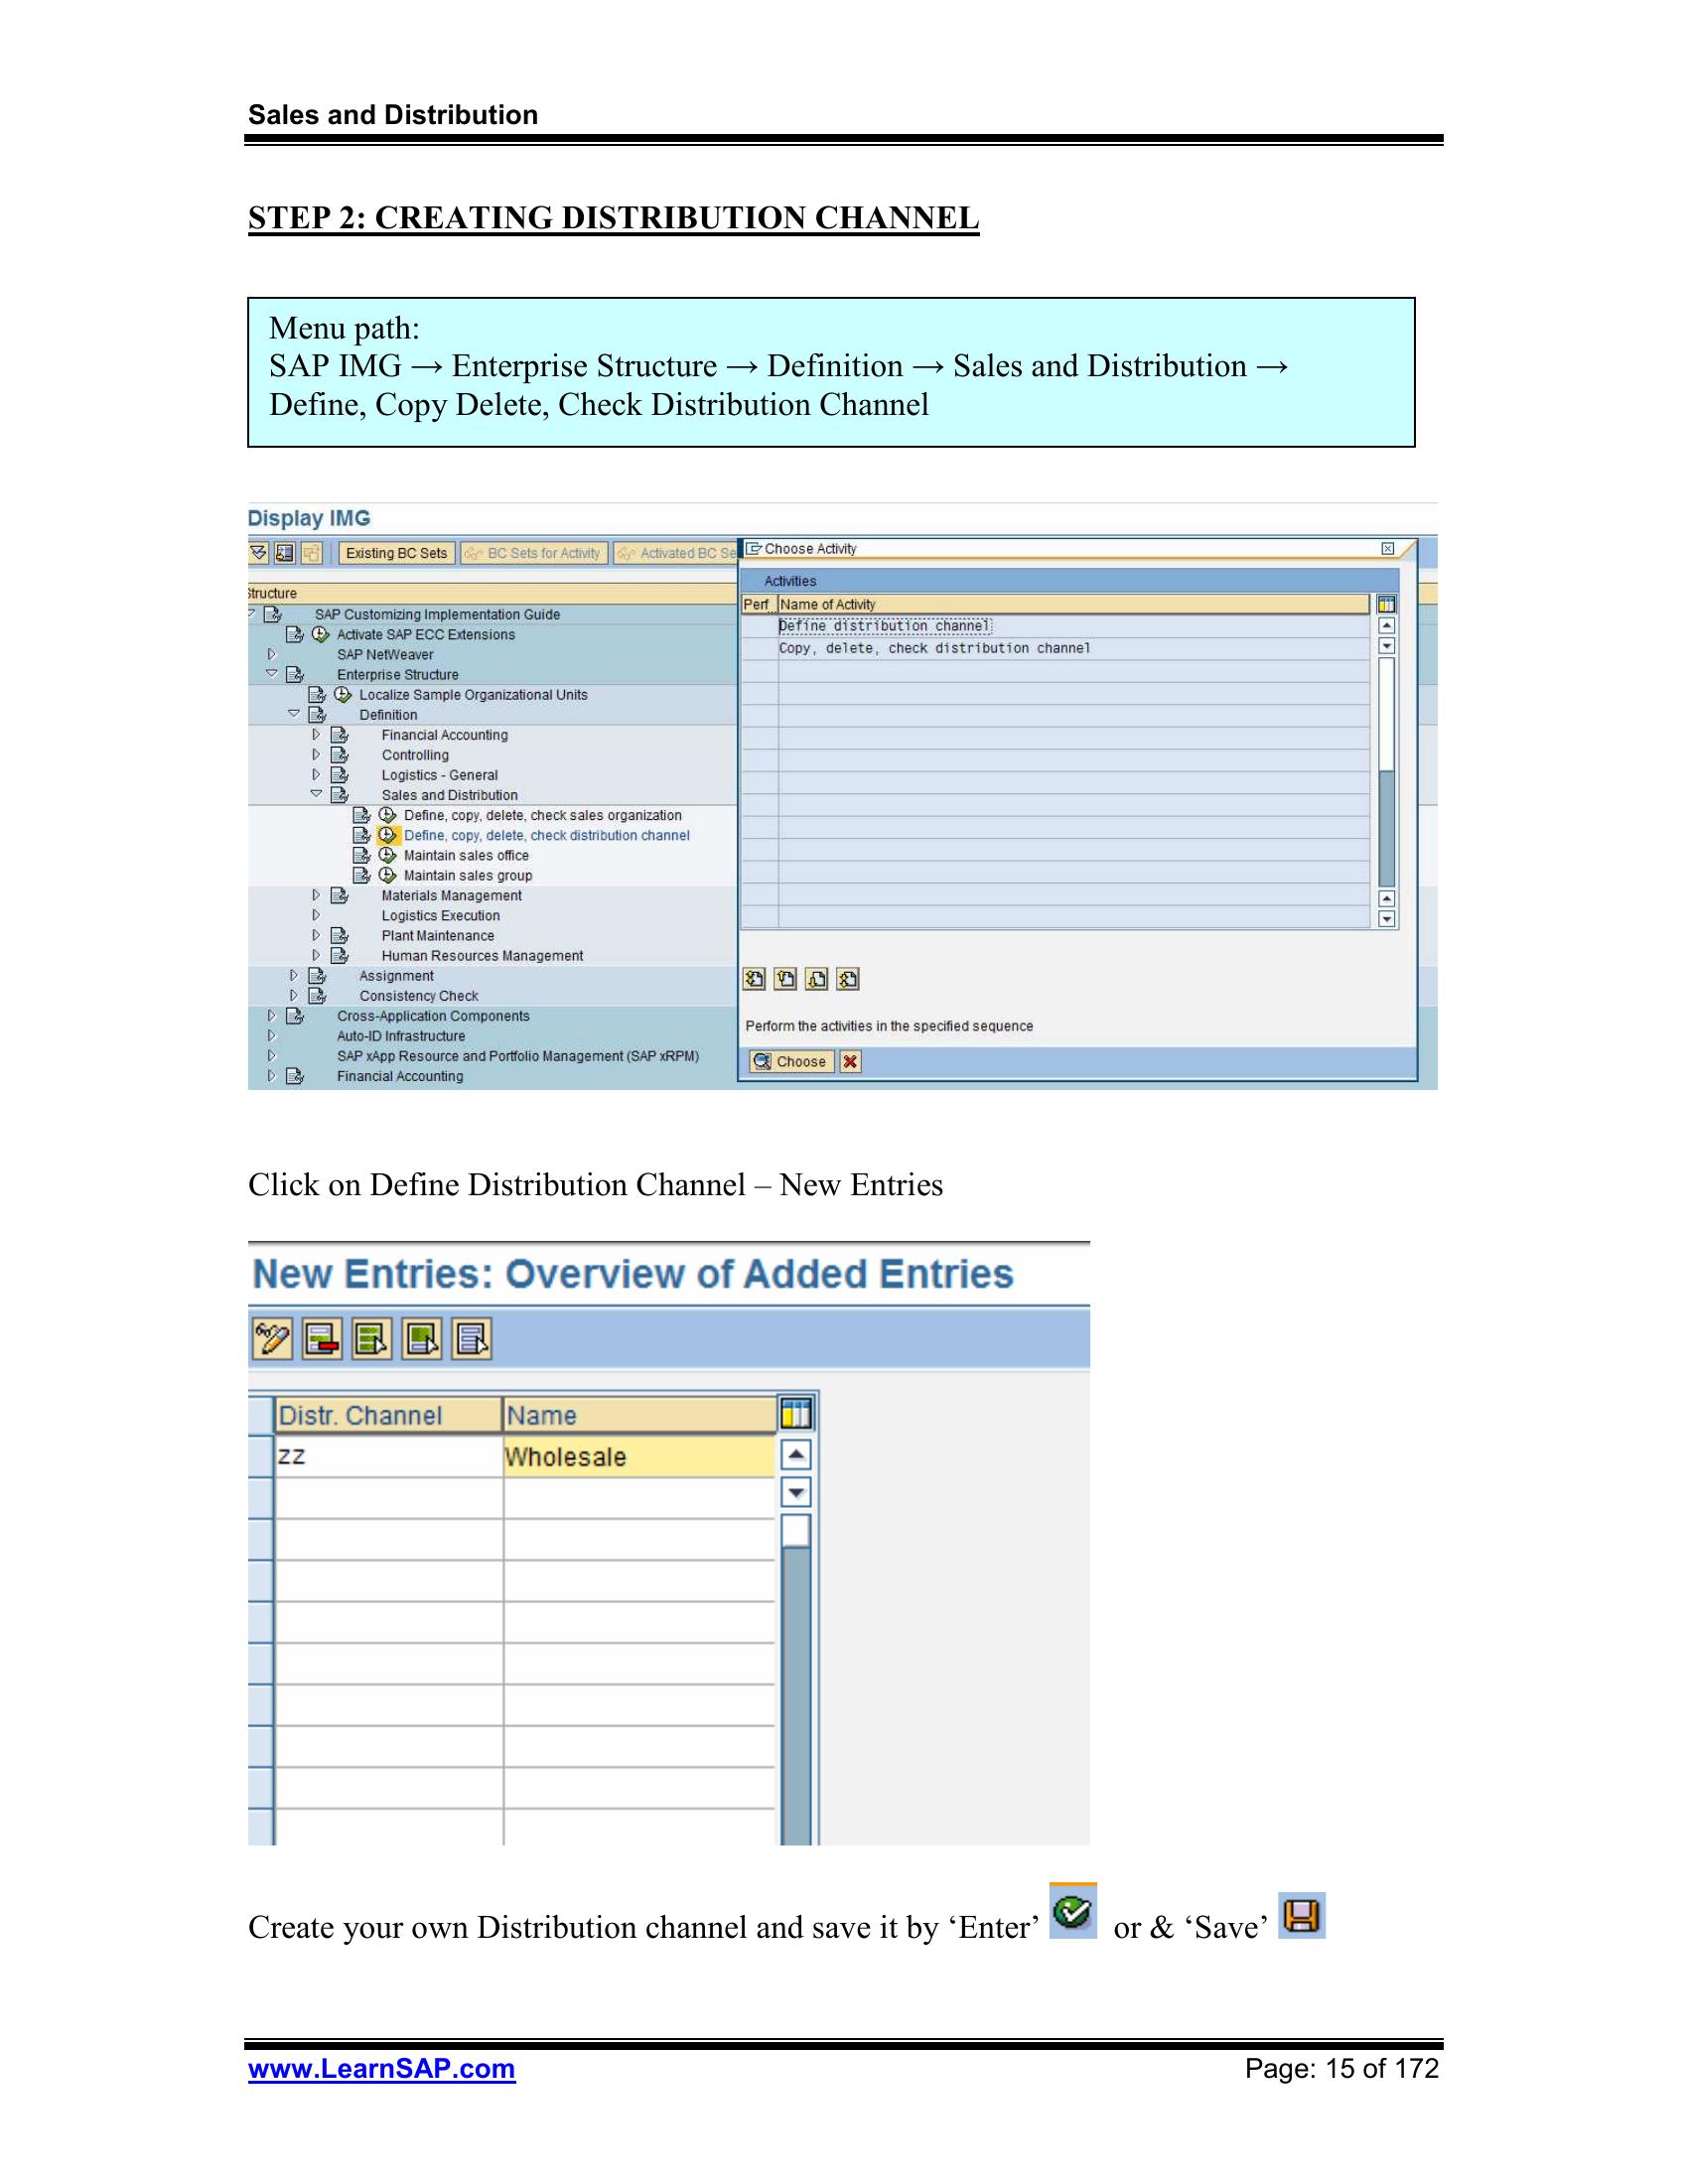 Sales and Distribution
STEP 2: CREATING DISTRIBUTION CHANNEL
Menu path:
SAP IMG → Enterprise Structure → Definition → Sales and Distribution →
Define, Copy Delete, Check Distribution Channel
Display IMG
Existing BC Sets BC Sets for Activity Activated BC Se
Structure
SAP Customizing Implementation Guide
Activate SAP ECC Extensions
SAP NetWeaver
Enterprise Structure
Localize Sample Organizational Units
Definition
Financial Accounting
Controlling
Logistics - General
Sales and Distribution
Define, copy, delete, check sales organization
Define, copy, delete, check distribution channel
Maintain sales office
Maintain sales group
Materials Management
Logistics Execution
Plant Maintenance
Human Resources Management
Assignment
Consistency Check
Cross-Application Components
Auto-ID Infrastructure
SAP xApp Resource and Portfolio Management (SAP xRPM)
Financial Accounting
Choose Activity
Activities
Perf... Name of Activity
Define distribution channel
Copy, delete, check distribution channel
Perform the activities in the specified sequence
Choose
Click on Define Distribution Channel – New Entries
New Entries: Overview of Added Entries
Distr. Channel Name
zz Wholesale
Create your own Distribution channel and save it by ‘Enter’ or & ‘Save’
www.LearnSAP.com Page: 15 of 172